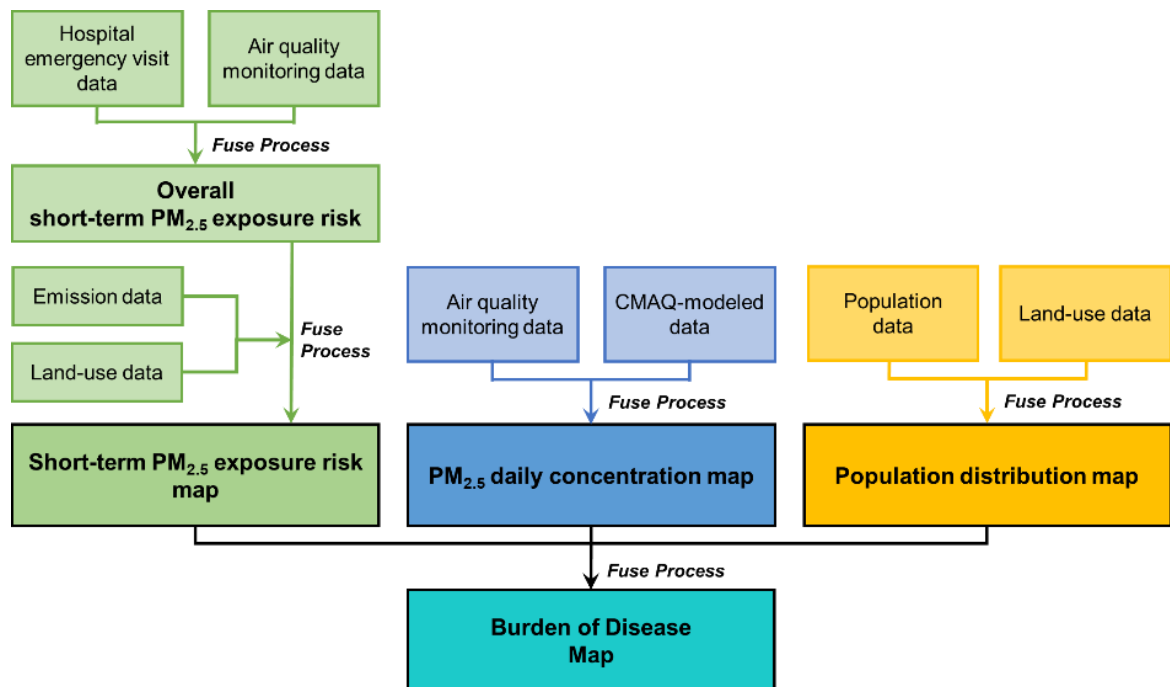 Hospital
emergency visit
data
Air quality
monitoring data
Fuse Process
Overall
short-term PM₂.₅ exposure risk
Emission data
Land-use data
Fuse
Process
Air quality
monitoring data
CMAQ-modeled
data
Fuse Process
Population
data
Land-use data
Fuse Process
Short-term PM₂.₅ exposure risk
map
PM₂.₅ daily concentration map
Population distribution map
Fuse Process
Burden of Disease
Map